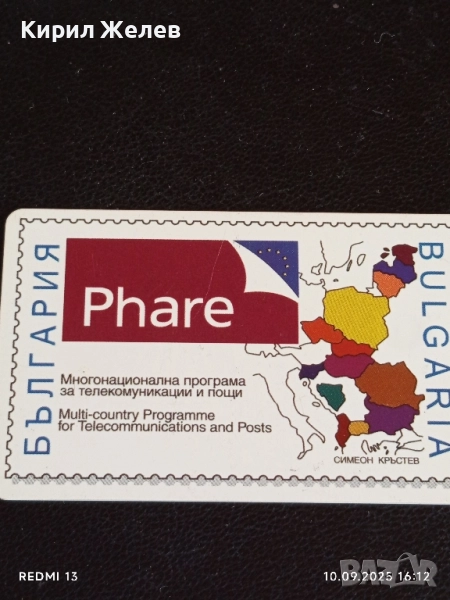 Кирил Желев
БЪЛГАРИЯ
Phare
Многонационална програма
за телекомуникации и пощи
Multi-country Programme
for Telecommunications and Posts
BULGARIA
СИМЕОН КРЪСТЕВ
REDMI 13
10.09.2025 16:12
BAZAR